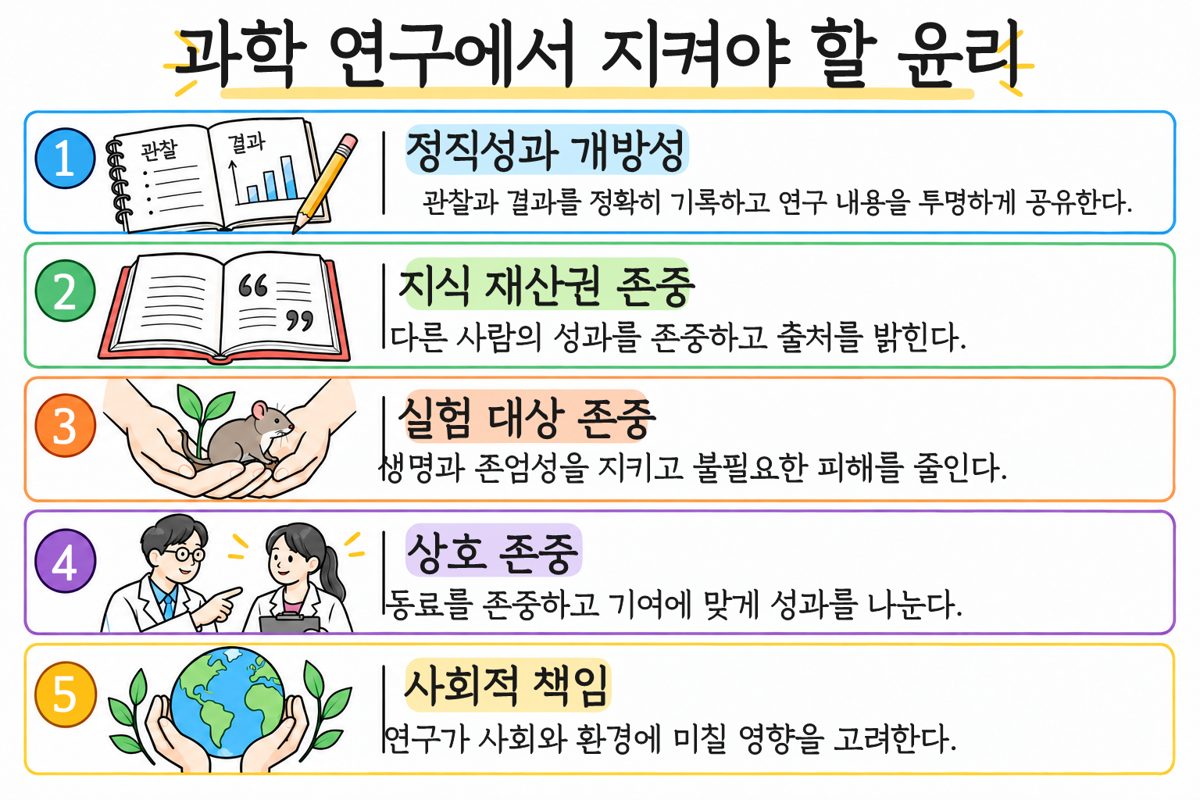 과학 연구에서 지켜야 할 윤리
1
관찰
결과
정직성과 개방성
관찰과 결과를 정확히 기록하고 연구 내용을 투명하게 공유한다.
2
“
”
지식 재산권 존중
다른 사람의 성과를 존중하고 출처를 밝힌다.
3
실험 대상 존중
생명과 존엄성을 지키고 불필요한 피해를 줄인다.
4
상호 존중
동료를 존중하고 기여에 맞게 성과를 나눈다.
5
사회적 책임
연구가 사회와 환경에 미칠 영향을 고려한다.